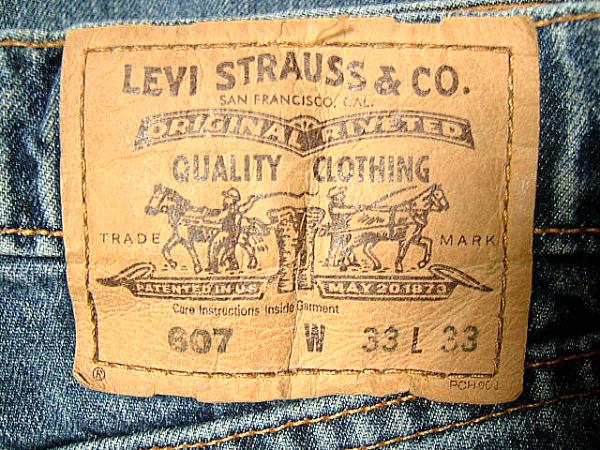 LEVI STRAUSS & CO.
SAN FRANCISCO, CAL.
ORIGINAL RIVETED
QUALITY CLOTHING
TRADE MARK
PATENTED IN U.S. MAY 20 1873
Care Instructions Inside Garment
607 W 33 L 33
®